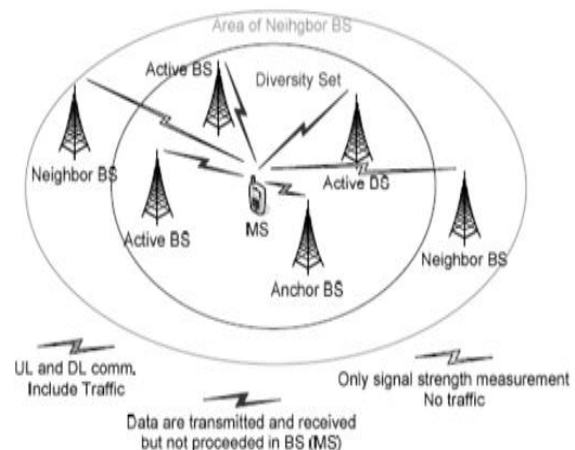 Area of Neihgbor BS
Active BS
Diversity Set
Neighbor BS
Active BS
Active BS
MS
Anchor BS
Neighbor BS
UL and DL comm.
Include Traffic
Only signal strength measurement
No traffic
Data are transmitted and received
but not proceeded in BS (MS)